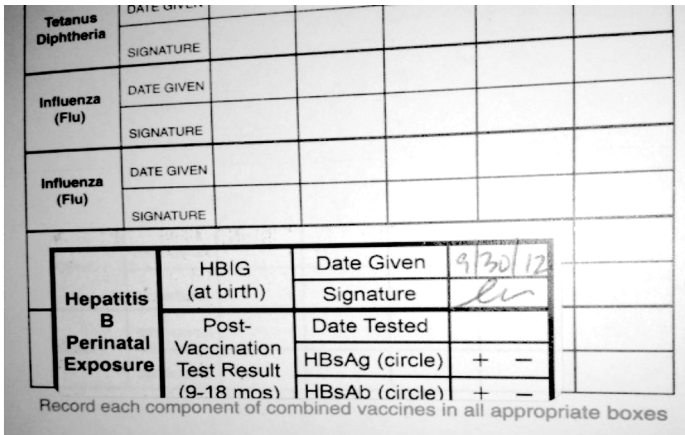 DATE GIVEN
Tetanus
Diphtheria
SIGNATURE
Influenza
(Flu)
DATE GIVEN
SIGNATURE
Influenza
(Flu)
DATE GIVEN
SIGNATURE
Hepatitis
B
Perinatal
Exposure
HBIG
(at birth)
Date Given 9/30/12
Signature
Post-
Vaccination
Test Result
(9-18 mos)
Date Tested
HBsAg (circle) + –
HBsAb (circle) + –
Record each component of combined vaccines in all appropriate boxes